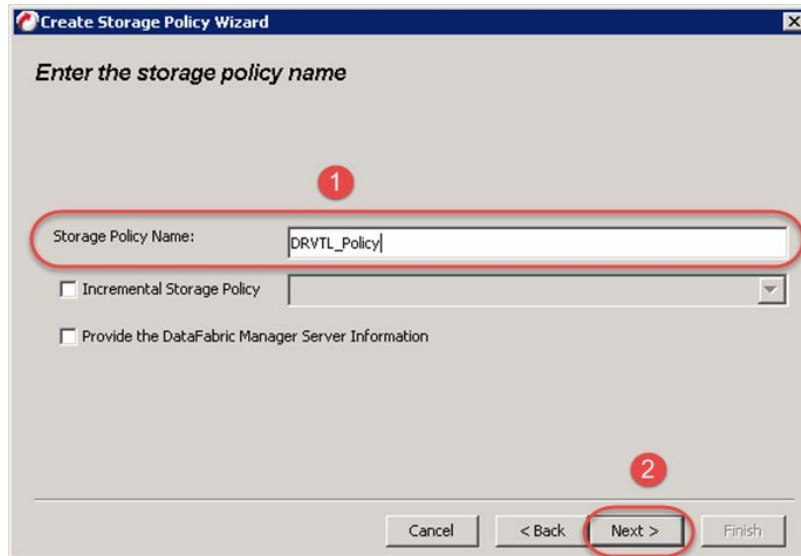 Create Storage Policy Wizard
Enter the storage policy name
1
Storage Policy Name: DRVTL_Policy
Incremental Storage Policy
Provide the DataFabric Manager Server Information
2
Cancel < Back Next > Finish